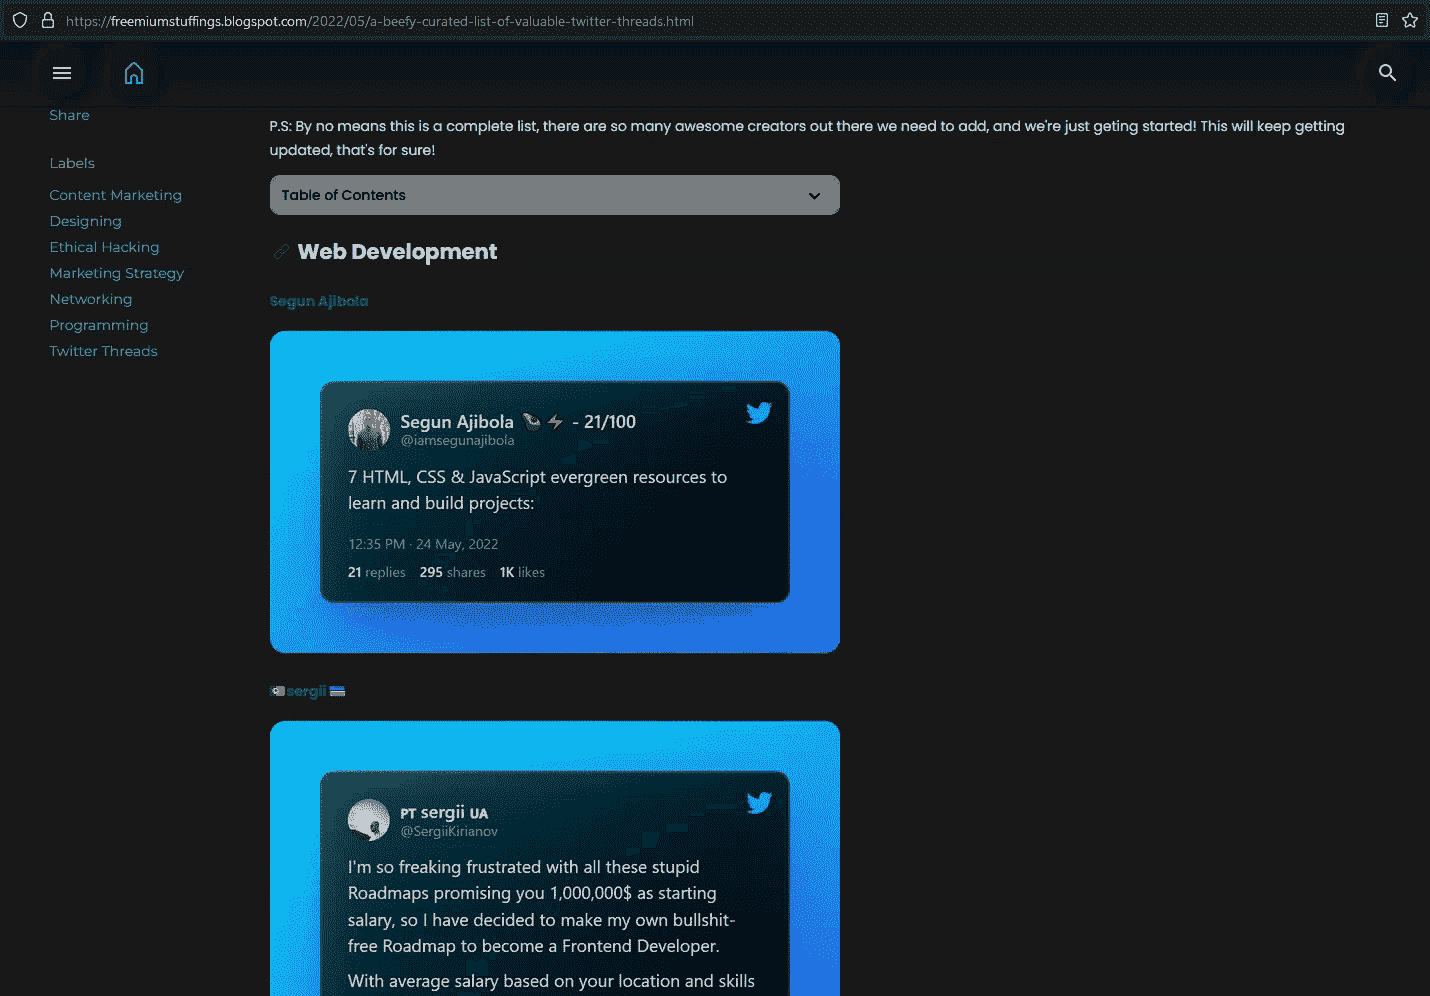 https://freemiumstuffings.blogspot.com/2022/05/a-beefy-curated-list-of-valuable-twitter-threads.html
Share
Labels
Content Marketing
Designing
Ethical Hacking
Marketing Strategy
Networking
Programming
Twitter Threads
P.S: By no means this is a complete list, there are so many awesome creators out there we need to add, and we're just geting started! This will keep getting
updated, that's for sure!
Table of Contents
Web Development
Segun Ajibola
Segun Ajibola - 21/100
@iamsegunajibola
7 HTML, CSS & JavaScript evergreen resources to
learn and build projects:
12:35 PM · 24 May, 2022
21 replies 295 shares 1K likes
sergii
PT sergii UA
@SergiiKirianov
I'm so freaking frustrated with all these stupid
Roadmaps promising you 1,000,000$ as starting
salary, so I have decided to make my own bullshit-
free Roadmap to become a Frontend Developer.
With average salary based on your location and skills